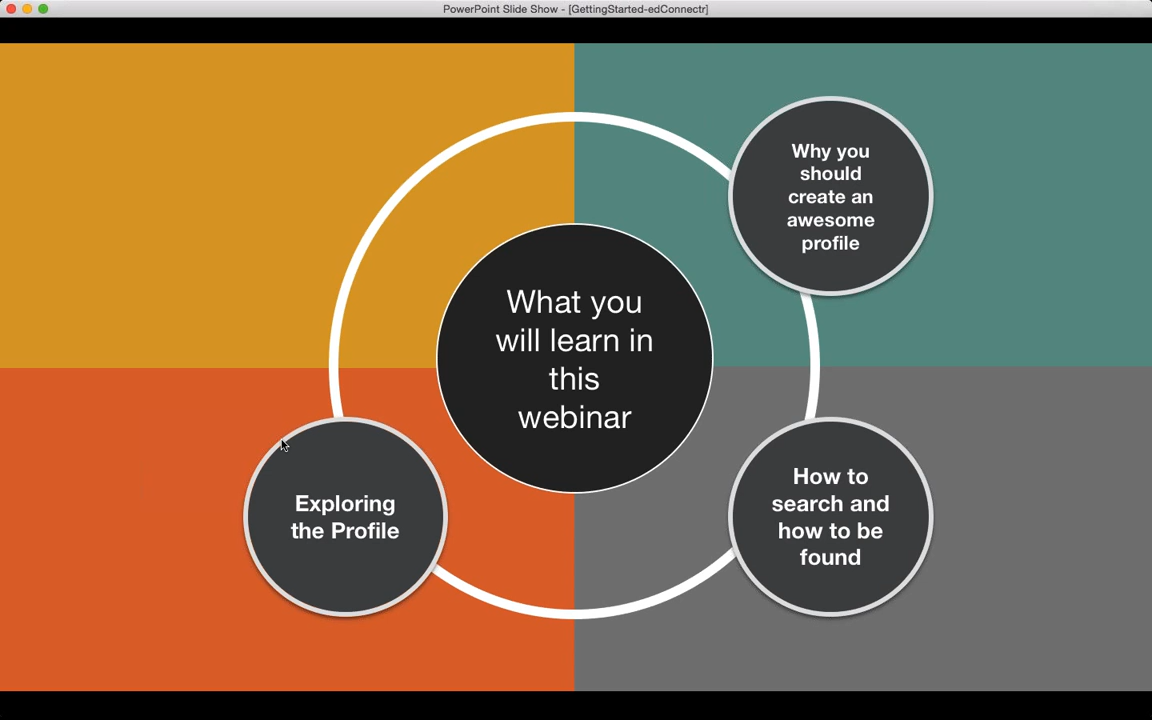 PowerPoint Slide Show - [GettingStarted-edConnectr]
Why you
should
create an
awesome
profile
What you
will learn in
this
webinar
Exploring
the Profile
How to
search and
how to be
found